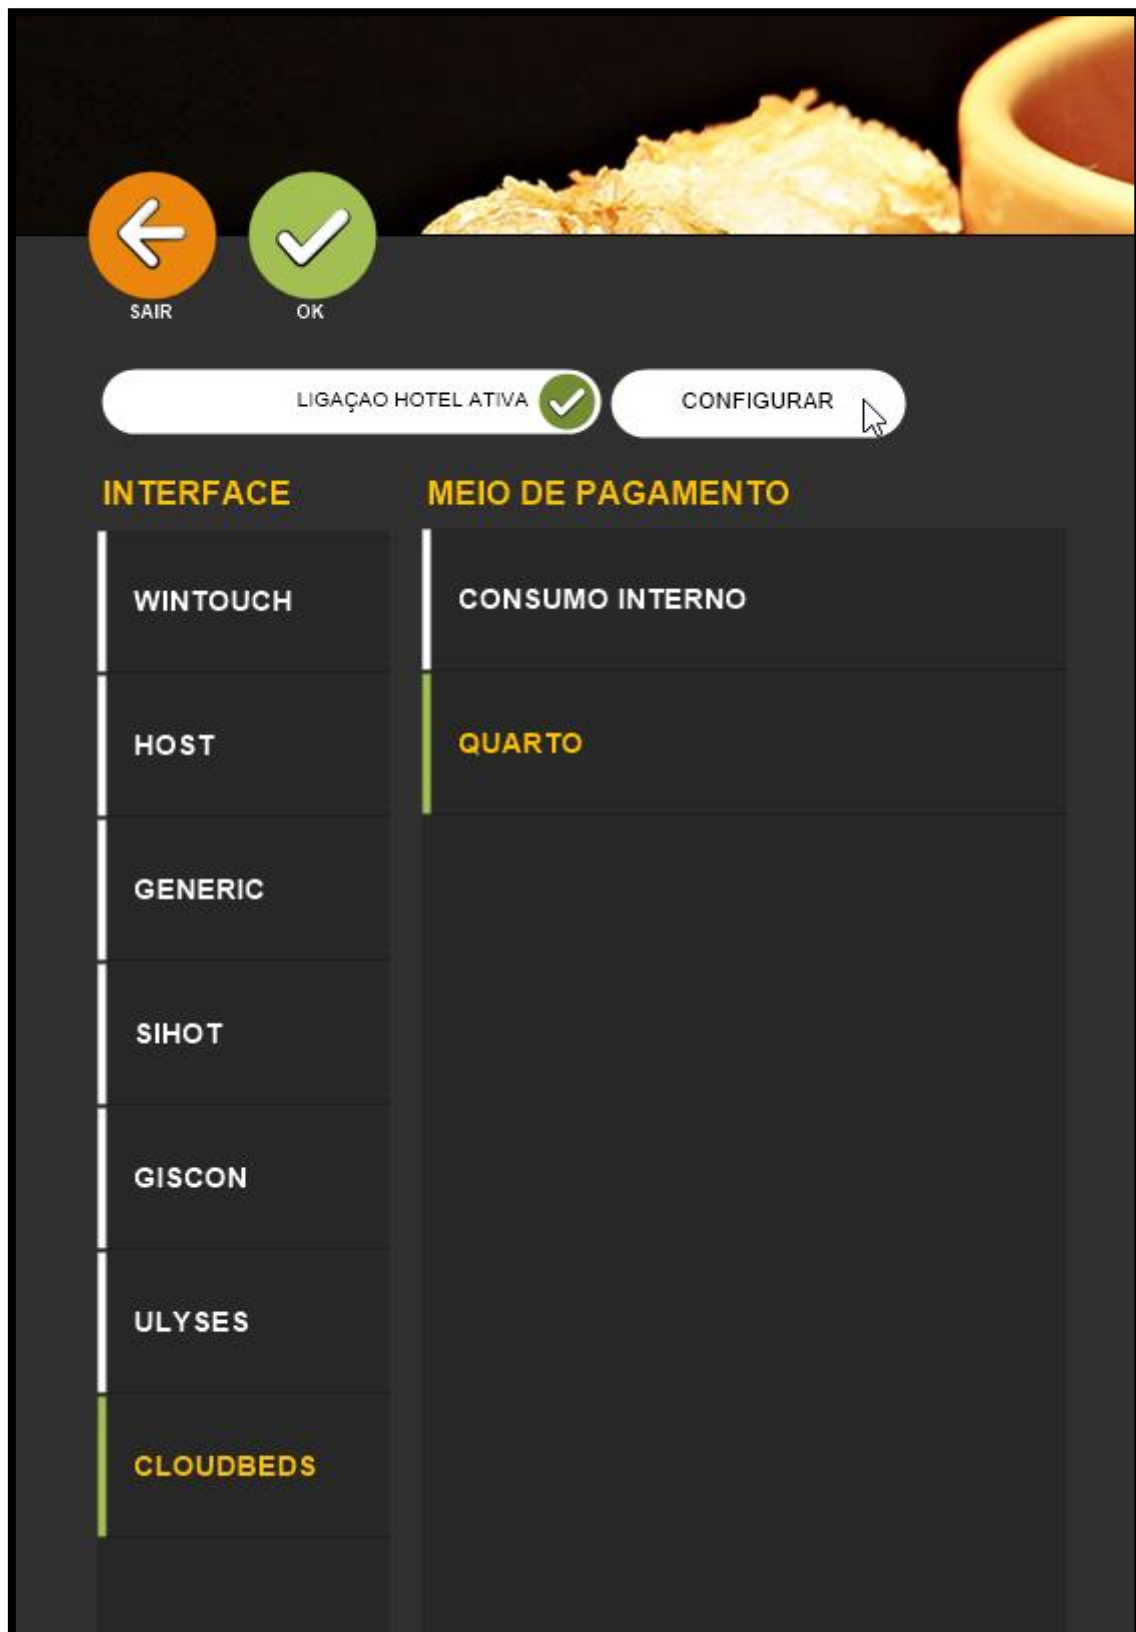 SAIR
OK
LIGAÇAO HOTEL ATIVA
CONFIGURAR
INTERFACE
WINTOUCH
HOST
GENERIC
SIHOT
GISCON
ULYSES
CLOUDBEDS
MEIO DE PAGAMENTO
CONSUMO INTERNO
QUARTO